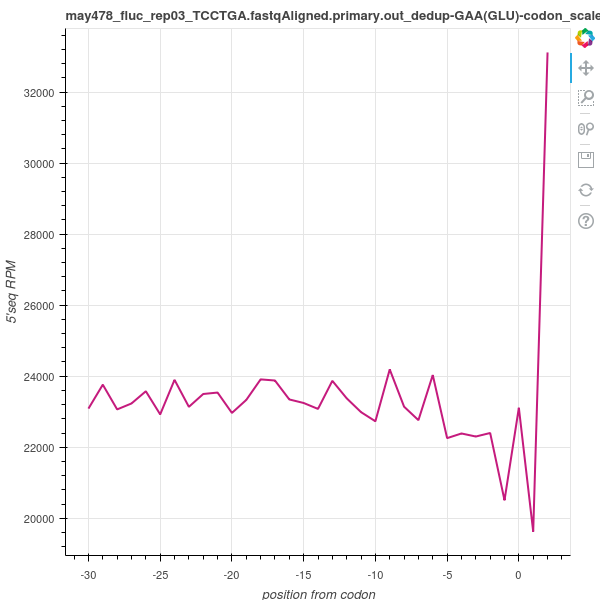 may478_fluc_rep03_TCCTGA.fastqAligned.primary.out_dedup-GAA(GLU)-codon_scale
32000
30000
28000
26000
24000
22000
20000
5'seq RPM
-30 -25 -20 -15 -10 -5 0
position from codon